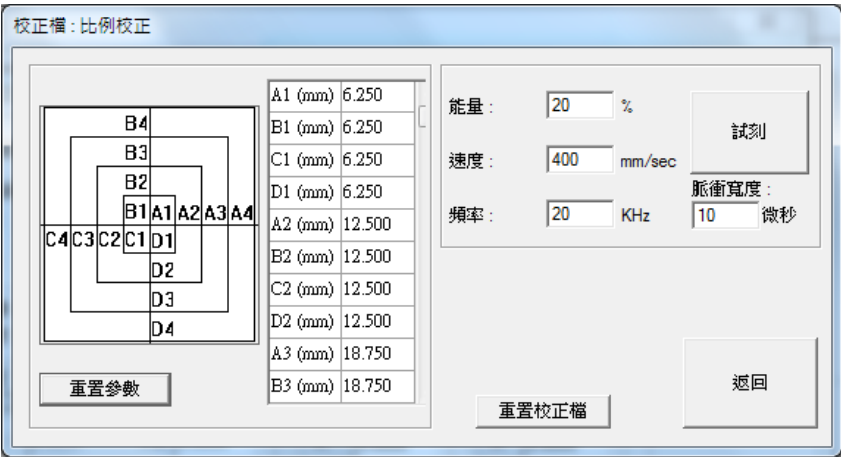 校正檔 : 比例校正
B4
B3
B2
B1 A1 A2 A3 A4
C4 C3 C2 C1 D1
D2
D3
D4
重置參數
A1 (mm) 6.250
B1 (mm) 6.250
C1 (mm) 6.250
D1 (mm) 6.250
A2 (mm) 12.500
B2 (mm) 12.500
C2 (mm) 12.500
D2 (mm) 12.500
A3 (mm) 18.750
B3 (mm) 18.750
能量 : 20 %
速度 : 400 mm/sec
頻率 : 20 KHz
試刻
脈衝寬度 :
10 微秒
重置校正檔
返回